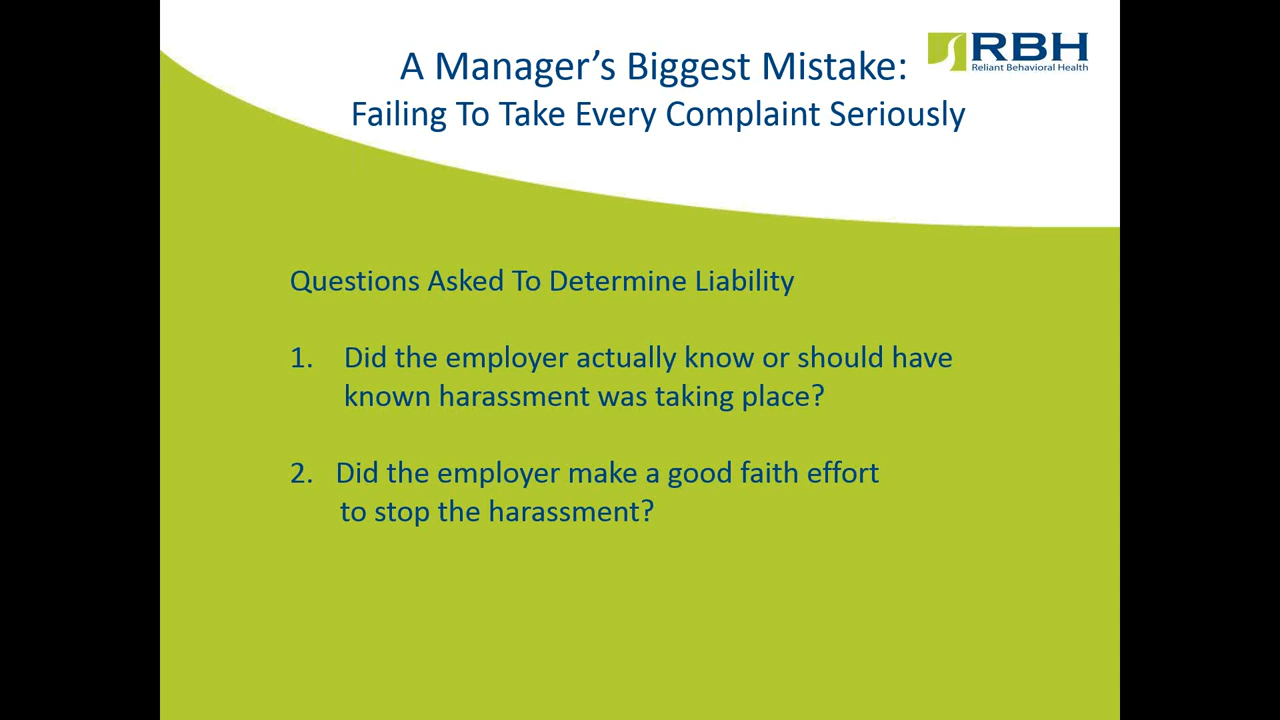 A Manager’s Biggest Mistake:
Failing To Take Every Complaint Seriously
RBH
Reliant Behavioral Health
Questions Asked To Determine Liability
1. Did the employer actually know or should have
known harassment was taking place?
2. Did the employer make a good faith effort
to stop the harassment?